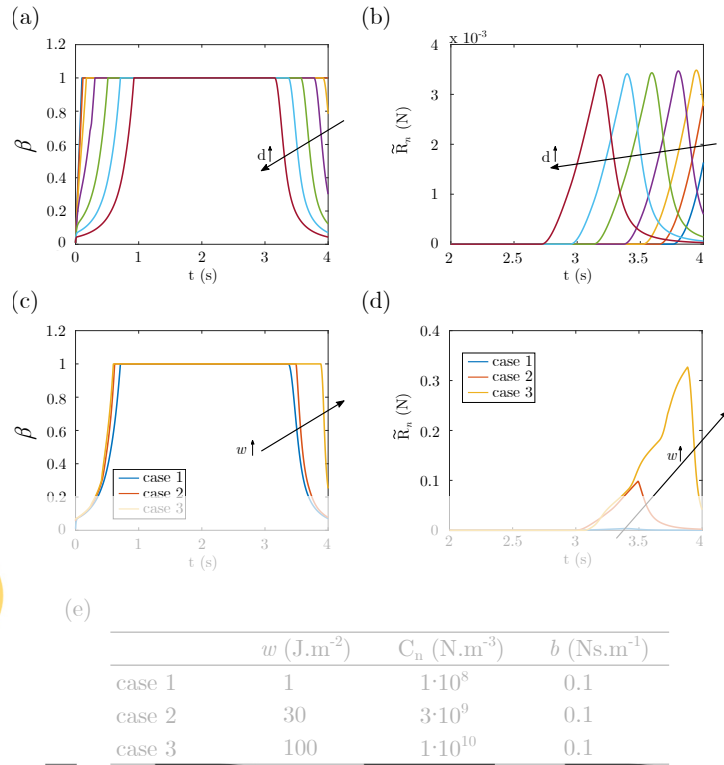 (a)
1.2
1
0.8
0.6
0.4
0.2
0
β
d
0 1 2 3 4
t (s)
(b)
x 10⁻³
4
3
2
1
0
R̃ₙ (N)
d
2 2.5 3 3.5 4
t (s)
(c)
1.2
1
0.8
0.6
0.4
0.2
0
β
w
case 1
case 2
case 3
0 1 2 3 4
t (s)
(d)
0.4
0.3
0.2
0.1
0
R̃ₙ (N)
case 1
case 2
case 3
w
2 2.5 3 3.5 4
t (s)
(e)
w (J.m⁻²) Cₙ (N.m⁻³) b (Ns.m⁻¹)
case 1 1 1·10⁸ 0.1
case 2 30 3·10⁹ 0.1
case 3 100 1·10¹⁰ 0.1